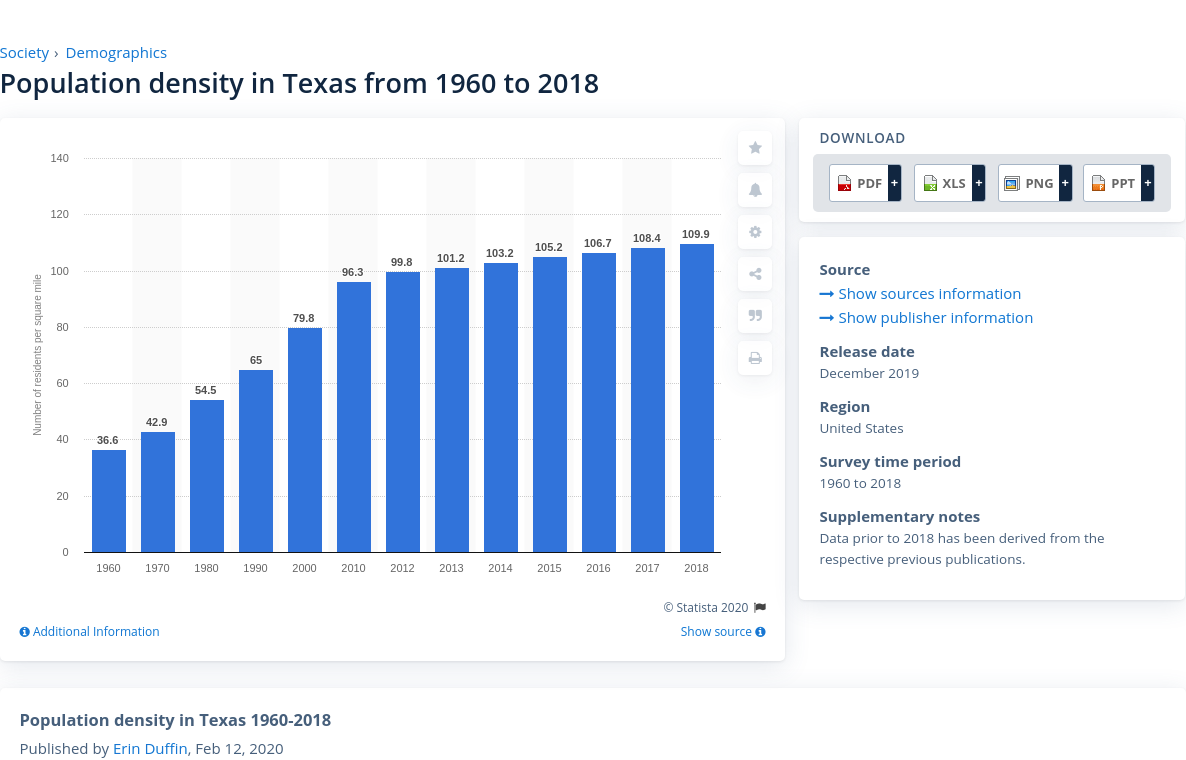 Society › Demographics
Population density in Texas from 1960 to 2018
Number of residents per square mile
140
120
100
80
60
40
20
0
36.6
42.9
54.5
65
79.8
96.3
99.8
101.2
103.2
105.2
106.7
108.4
109.9
1960 1970 1980 1990 2000 2010 2012 2013 2014 2015 2016 2017 2018
© Statista 2020
Additional Information
Show source
DOWNLOAD
PDF + XLS + PNG + PPT +
Source
Show sources information
Show publisher information
Release date
December 2019
Region
United States
Survey time period
1960 to 2018
Supplementary notes
Data prior to 2018 has been derived from the
respective previous publications.
Population density in Texas 1960-2018
Published by Erin Duffin, Feb 12, 2020